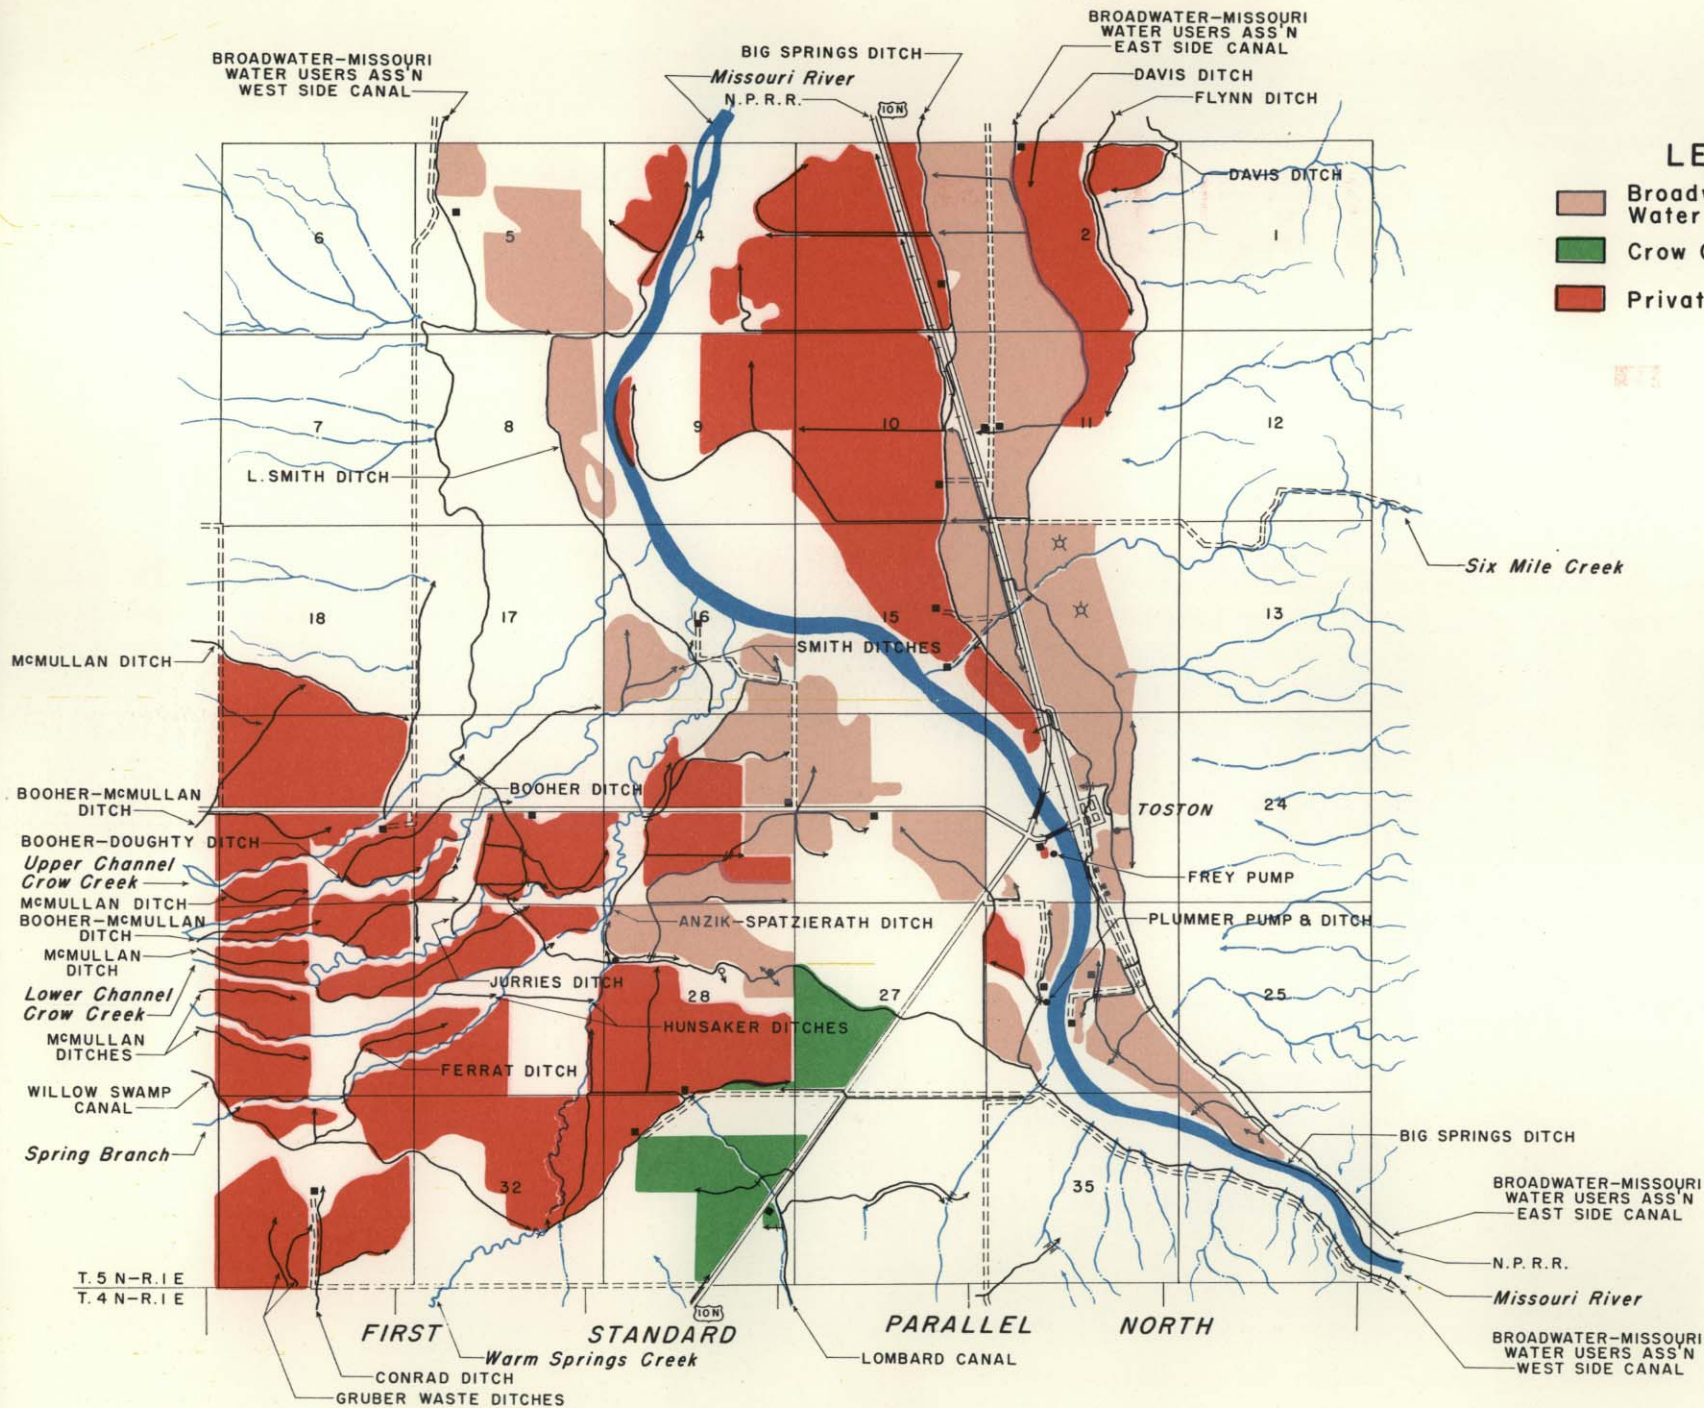 BROADWATER–MISSOURI
WATER USERS ASS'N
WEST SIDE CANAL
BIG SPRINGS DITCH
Missouri River
N.P.R.R.
10N
BROADWATER–MISSOURI
WATER USERS ASS'N
EAST SIDE CANAL
DAVIS DITCH
FLYNN DITCH
DAVIS DITCH
6
5
4
2
1
7
8
9
10
11
12
L. SMITH DITCH
Six Mile Creek
18
17
16
15
13
McMULLAN DITCH
SMITH DITCHES
BOOHER–McMULLAN
DITCH
BOOHER DITCH
TOSTON
24
BOOHER–DOUGHTY DITCH
Upper Channel
Crow Creek
McMULLAN DITCH
BOOHER–McMULLAN
DITCH
FREY PUMP
ANZIK–SPATZIERATH DITCH
PLUMMER PUMP & DITCH
McMULLAN
DITCH
Lower Channel
Crow Creek
JURRIES DITCH
28
27
25
McMULLAN
DITCHES
HUNSAKER DITCHES
FERRAT DITCH
WILLOW SWAMP
CANAL
Spring Branch
32
35
BIG SPRINGS DITCH
BROADWATER–MISSOURI
WATER USERS ASS'N
EAST SIDE CANAL
N.P.R.R.
Missouri River
BROADWATER–MISSOURI
WATER USERS ASS'N
WEST SIDE CANAL
T. 5 N–R. 1 E
T. 4 N–R. 1 E
10N
FIRST STANDARD PARALLEL NORTH
Warm Springs Creek
LOMBARD CANAL
CONRAD DITCH
GRUBER WASTE DITCHES
LE
Broadw
Water
Crow C
Privat